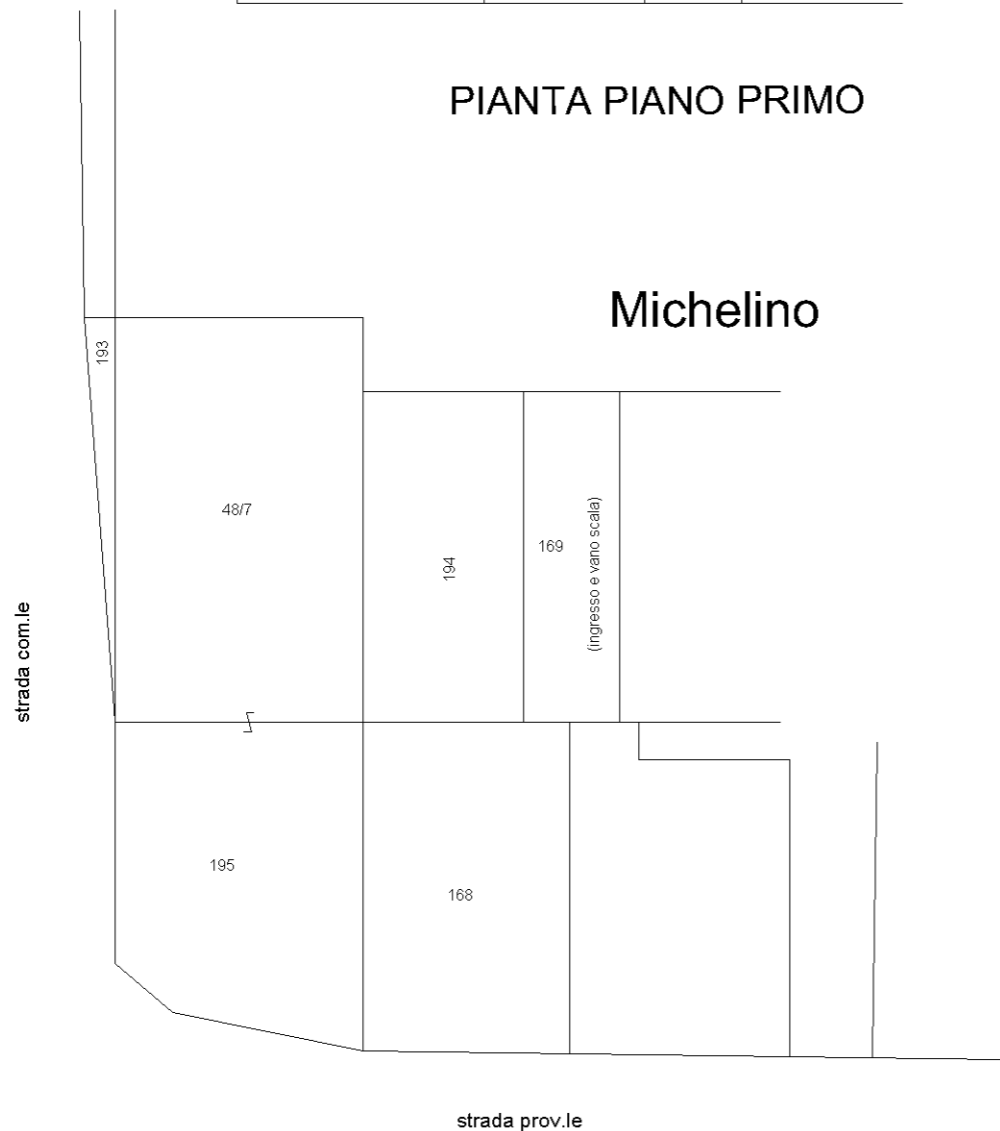 PIANTA PIANO PRIMO
Michelino
193
48/7
194
169
(ingresso e vano scala)
strada com.le
195
168
strada prov.le